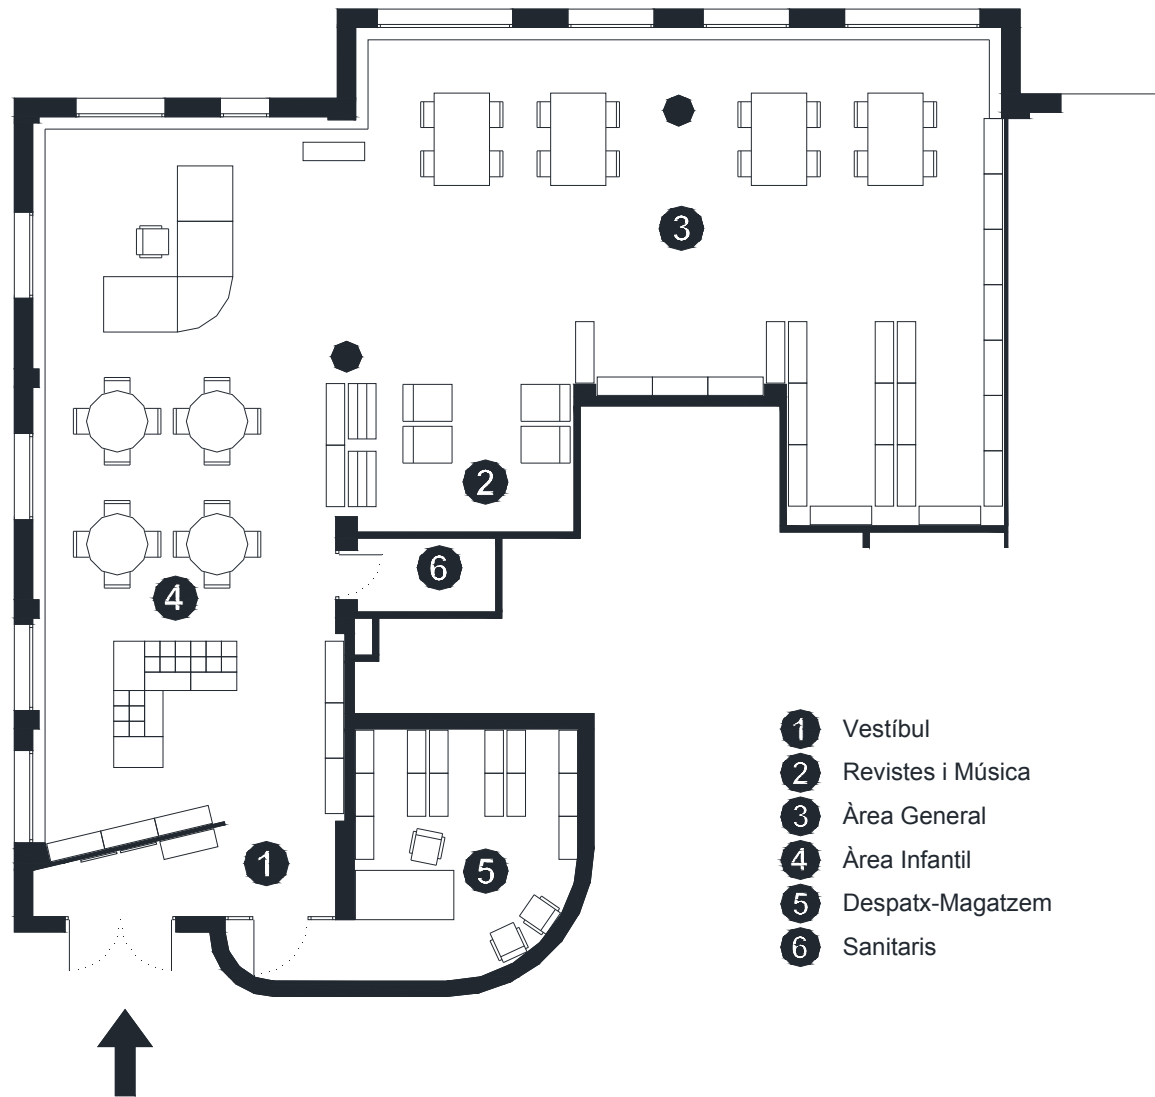 3
2
6
4
1
5
1 Vestíbul
2 Revistes i Música
3 Àrea General
4 Àrea Infantil
5 Despatx-Magatzem
6 Sanitaris